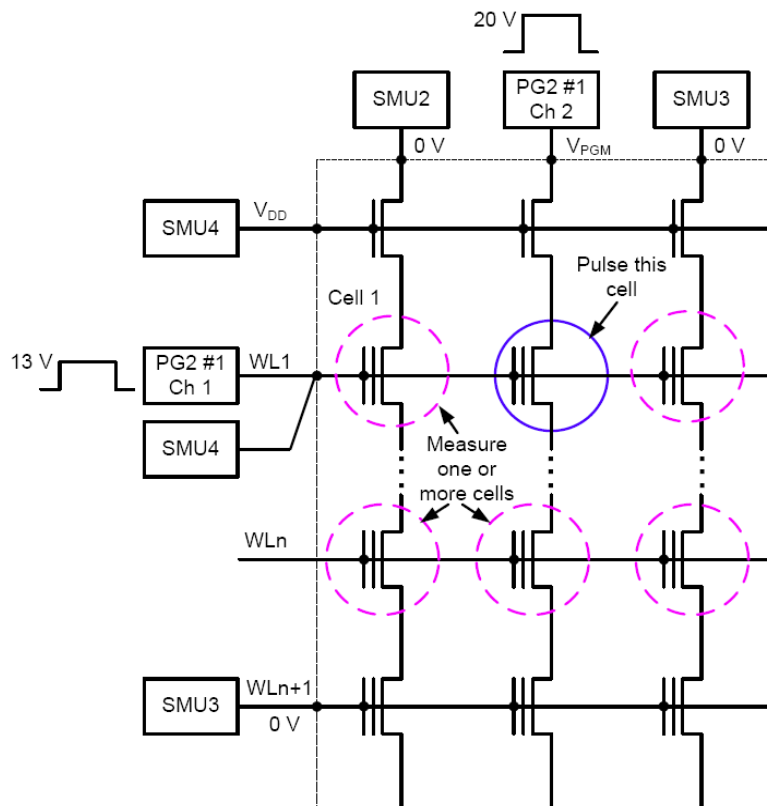 20 V
SMU2
PG2 #1
Ch 2
SMU3
0 V
VPGM
0 V
SMU4
VDD
Pulse this
cell
Cell 1
13 V
PG2 #1
Ch 1
WL1
SMU4
Measure
one or
more cells
WLn
SMU3
WLn+1
0 V